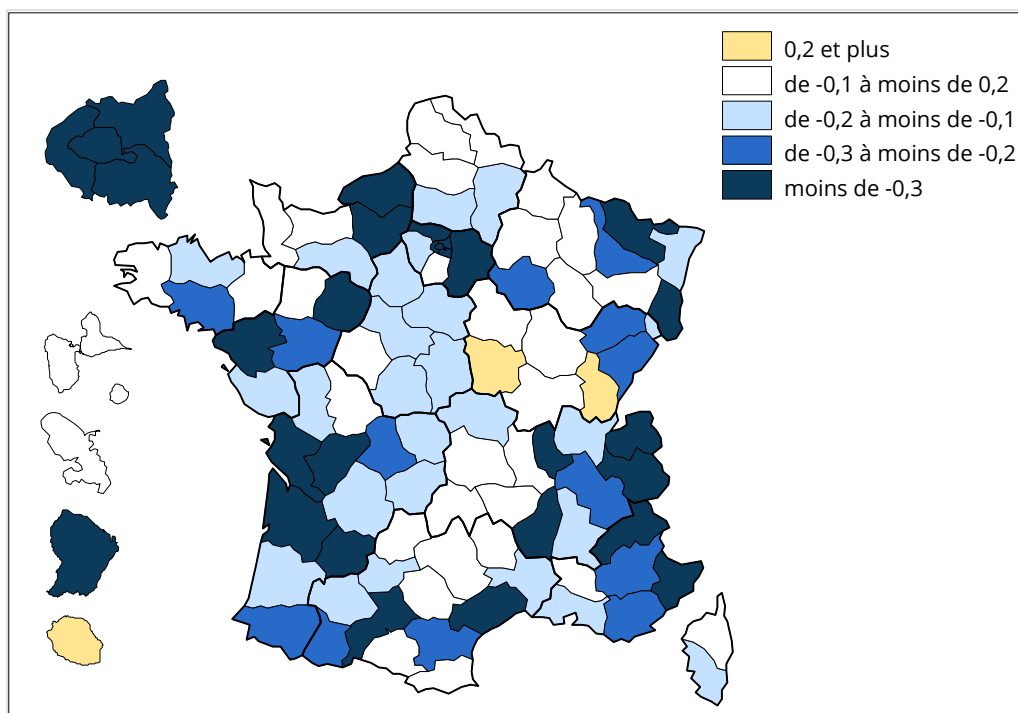 0,2 et plus
de -0,1 à moins de 0,2
de -0,2 à moins de -0,1
de -0,3 à moins de -0,2
moins de -0,3